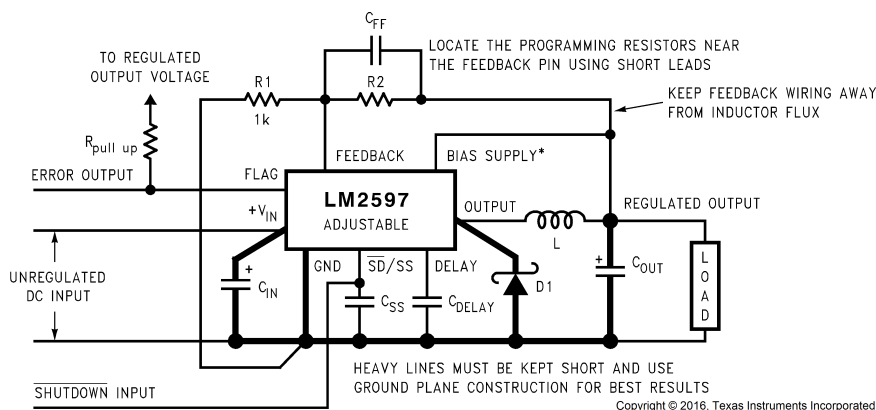 CFF
LOCATE THE PROGRAMMING RESISTORS NEAR
THE FEEDBACK PIN USING SHORT LEADS
TO REGULATED
OUTPUT VOLTAGE
R1
1k
R2
KEEP FEEDBACK WIRING AWAY
FROM INDUCTOR FLUX
Rpull up
FEEDBACK
BIAS SUPPLY*
ERROR OUTPUT
FLAG
LM2597
ADJUSTABLE
+VIN
OUTPUT
REGULATED OUTPUT
L
UNREGULATED
DC INPUT
+
CIN
GND
SD/SS
DELAY
CSS
CDELAY
D1
+
COUT
LOAD
HEAVY LINES MUST BE KEPT SHORT AND USE
GROUND PLANE CONSTRUCTION FOR BEST RESULTS
SHUTDOWN INPUT
Copyright © 2016, Texas Instruments Incorporated